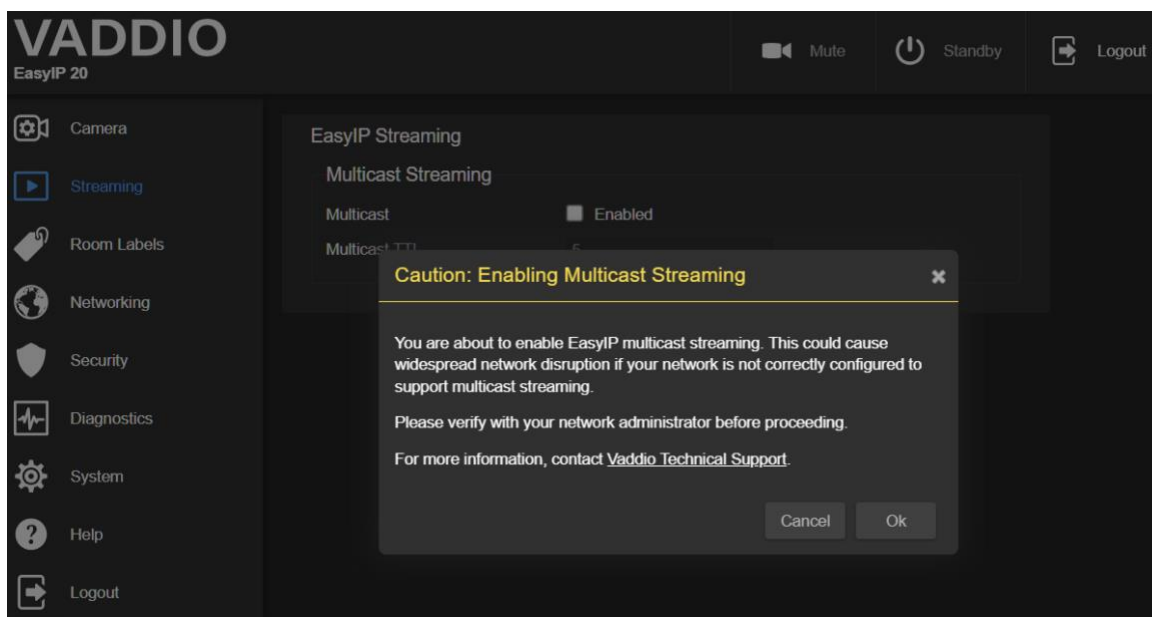 VADDIO
EasyIP 20
Mute
Standby
Logout
Camera
Streaming
Room Labels
Networking
Security
Diagnostics
System
Help
Logout
EasyIP Streaming
Multicast Streaming
Multicast
Enabled
Multicast TTL
5
Caution: Enabling Multicast Streaming
You are about to enable EasyIP multicast streaming. This could cause
widespread network disruption if your network is not correctly configured to
support multicast streaming.
Please verify with your network administrator before proceeding.
For more information, contact Vaddio Technical Support.
Cancel
Ok